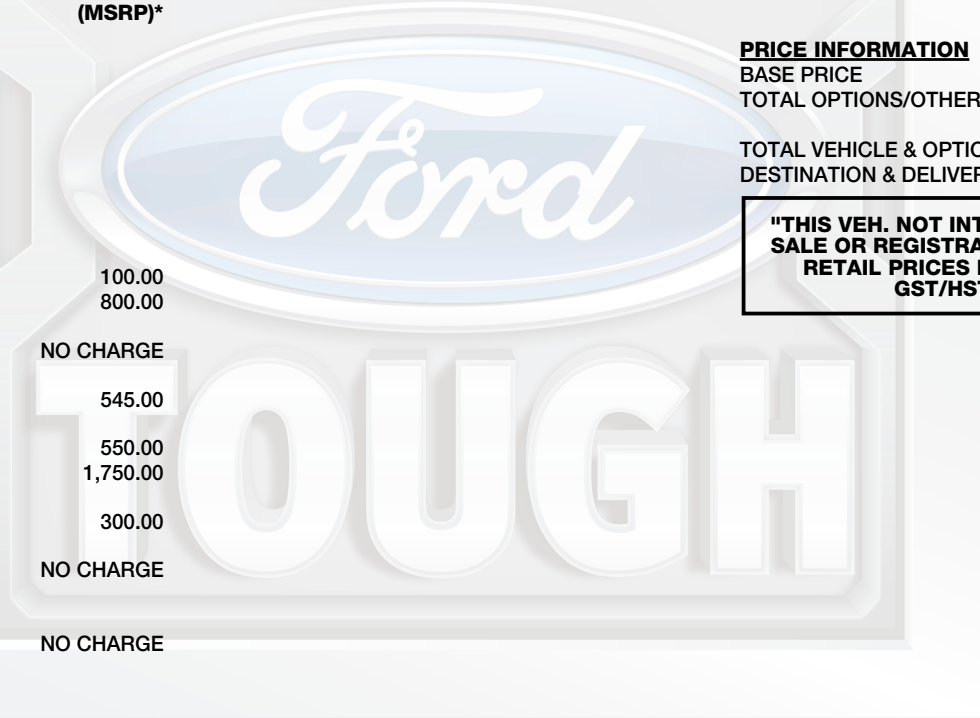 (MSRP)*
PRICE INFORMATION
BASE PRICE
TOTAL OPTIONS/OTHER
TOTAL VEHICLE & OPTIO
DESTINATION & DELIVER
"THIS VEH. NOT INT
SALE OR REGISTRA
RETAIL PRICES
GST/HST
100.00
800.00
NO CHARGE
545.00
550.00
1,750.00
300.00
NO CHARGE
NO CHARGE
Ford
TOUGH